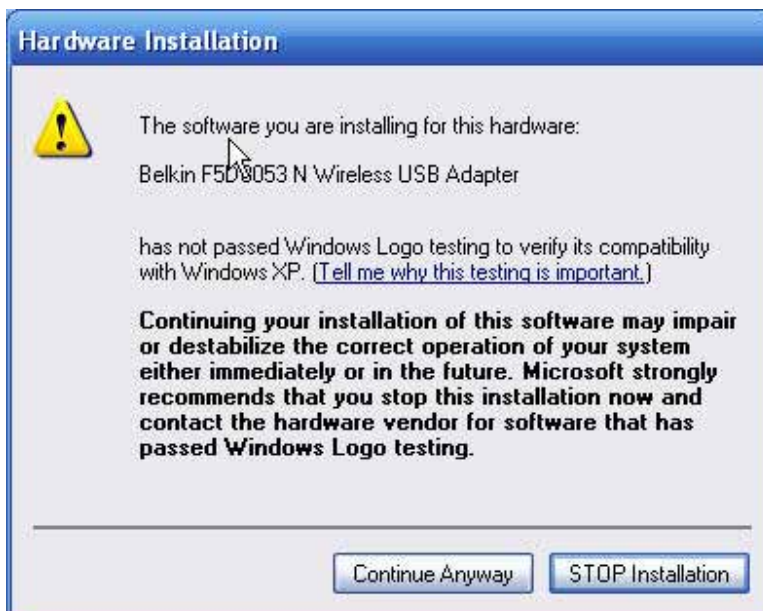 Hardware Installation
The software you are installing for this hardware:
Belkin F5D8053 N Wireless USB Adapter
has not passed Windows Logo testing to verify its compatibility
with Windows XP. (Tell me why this testing is important.)
Continuing your installation of this software may impair
or destabilize the correct operation of your system
either immediately or in the future. Microsoft strongly
recommends that you stop this installation now and
contact the hardware vendor for software that has
passed Windows Logo testing.
Continue Anyway
STOP Installation